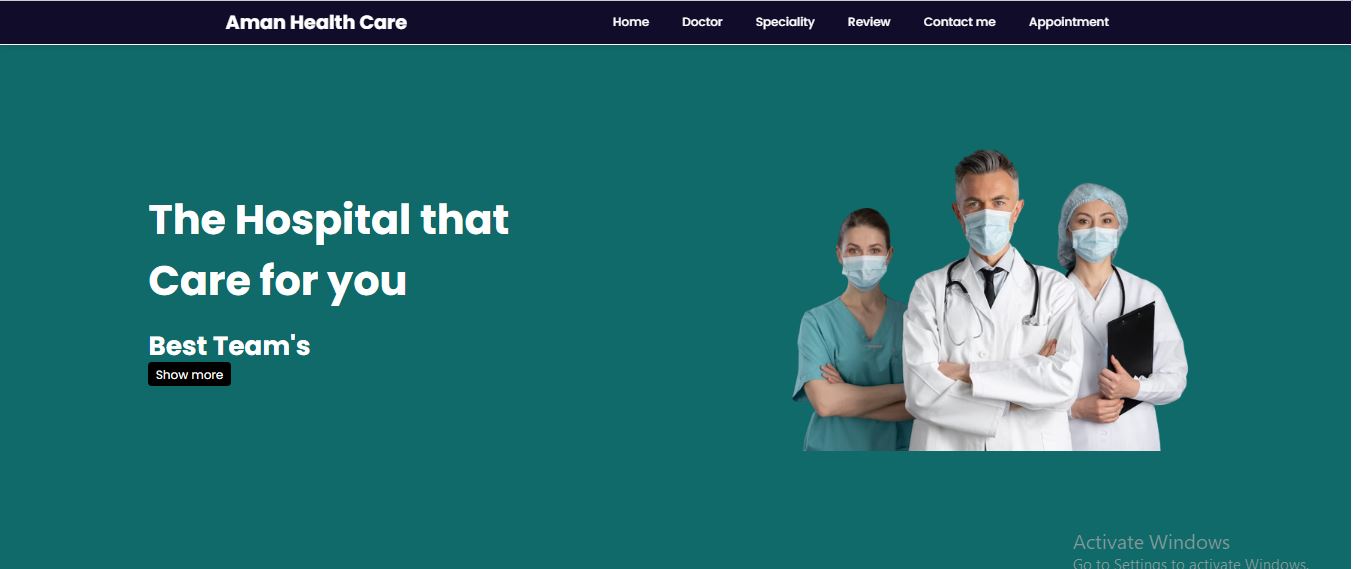 Aman Health Care
Home Doctor Speciality Review Contact me Appointment
The Hospital that
Care for you
Best Team's
Show more
Activate Windows
Go to Settings to activate Windows.